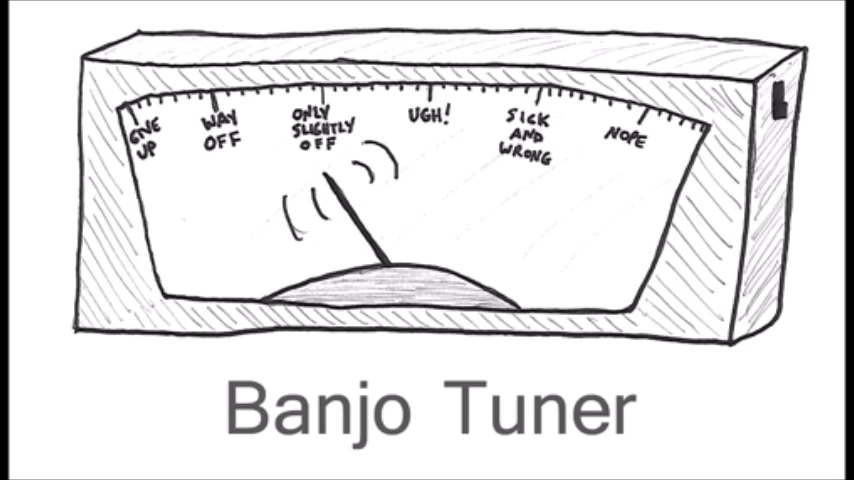 GIVE
UP
WAY
OFF
ONLY
SLIGHTLY
OFF
UGH!
SICK
AND
WRONG
NOPE
Banjo Tuner